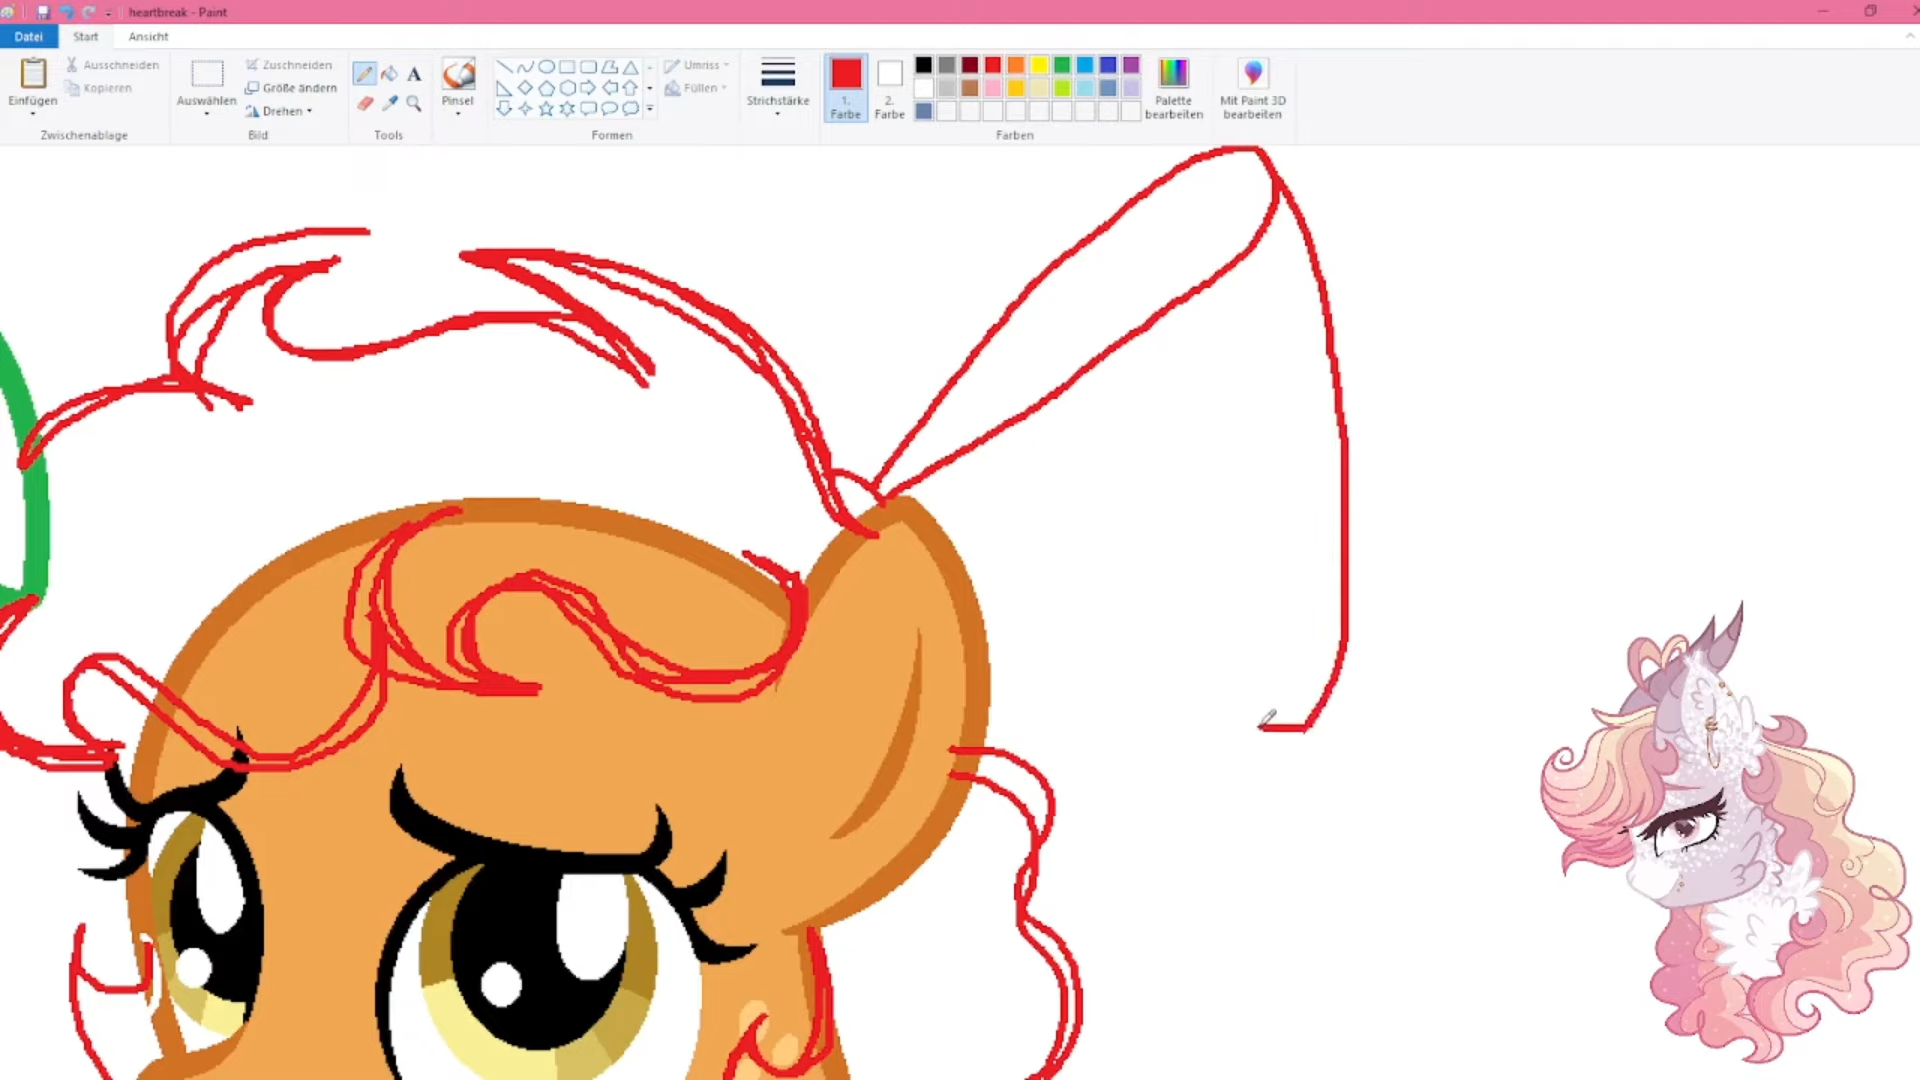 heartbreak - Paint
Datei Start Ansicht
Einfügen
Ausschneiden
Kopieren
Zwischenablage
Auswählen
Zuschneiden
Größe ändern
Drehen
Bild
A
Tools
Pinsel
Formen
Umriss
Füllen
Strichstärke
1.
Farbe
2.
Farbe
Farben
Palette
bearbeiten
Mit Paint 3D
bearbeiten